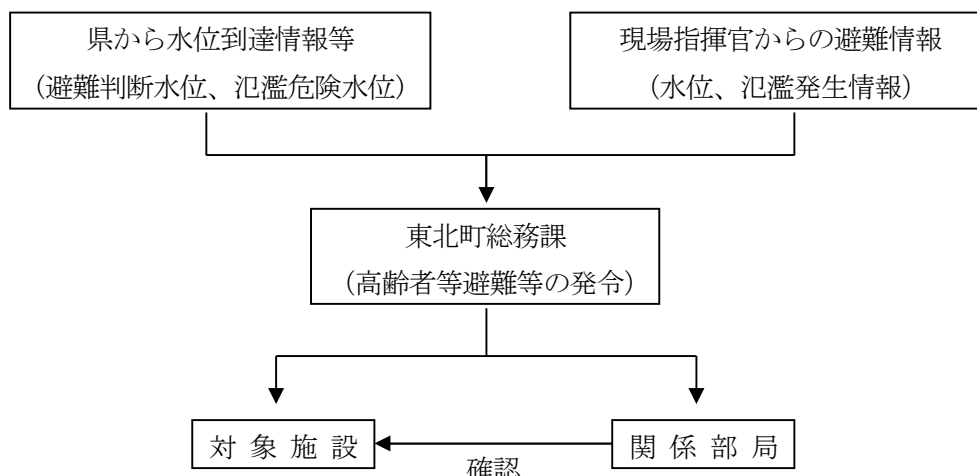 県から水位到達情報等
（避難判断水位、氾濫危険水位）
現場指揮官からの避難情報
（水位、氾濫発生情報）
東北町総務課
（高齢者等避難等の発令）
対 象 施 設
関 係 部 局
確認